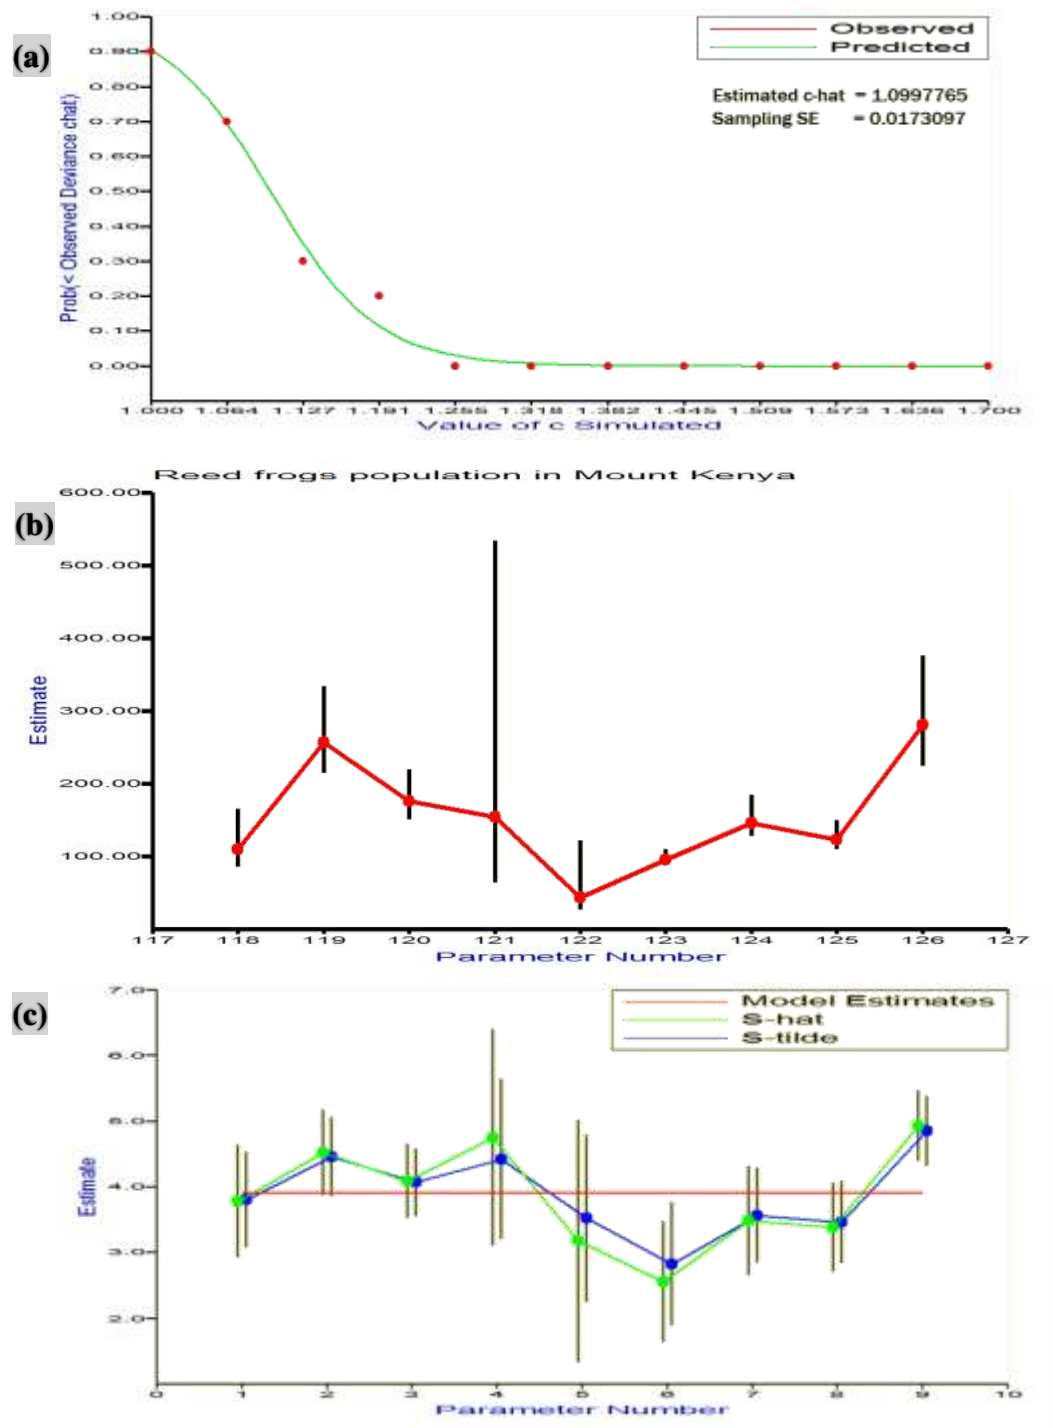 (a)
1.00
0.90
0.80
0.70
0.60
0.50
0.40
0.30
0.20
0.10
0.00
Prob(< Observed Deviance chat)
Observed
Predicted
Estimated c-hat = 1.0997765
Sampling SE = 0.0173097
1.000 1.064 1.127 1.191 1.255 1.318 1.382 1.445 1.509 1.573 1.636 1.700
Value of c Simulated
Reed frogs population in Mount Kenya
(b)
600.00
500.00
400.00
300.00
200.00
100.00
Estimate
117 118 119 120 121 122 123 124 125 126 127
Parameter Number
(c)
7.0
6.0
5.0
4.0
3.0
2.0
Estimate
Model Estimates
S-hat
S-tilde
0 1 2 3 4 5 6 7 8 9 10
Parameter Number